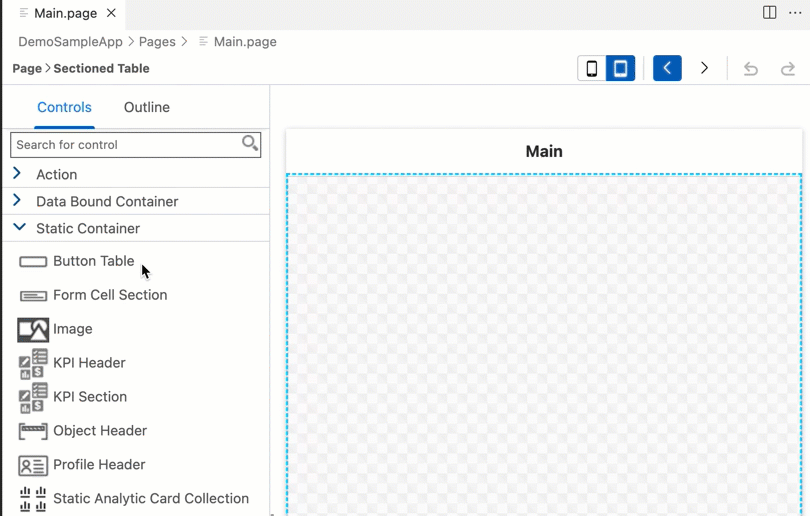 Main.page
DemoSampleApp > Pages > Main.page
Page > Sectioned Table
Controls Outline
Search for control
Main
Action
Data Bound Container
Static Container
Button Table
Form Cell Section
Image
KPI Header
KPI Section
Object Header
Profile Header
Static Analytic Card Collection